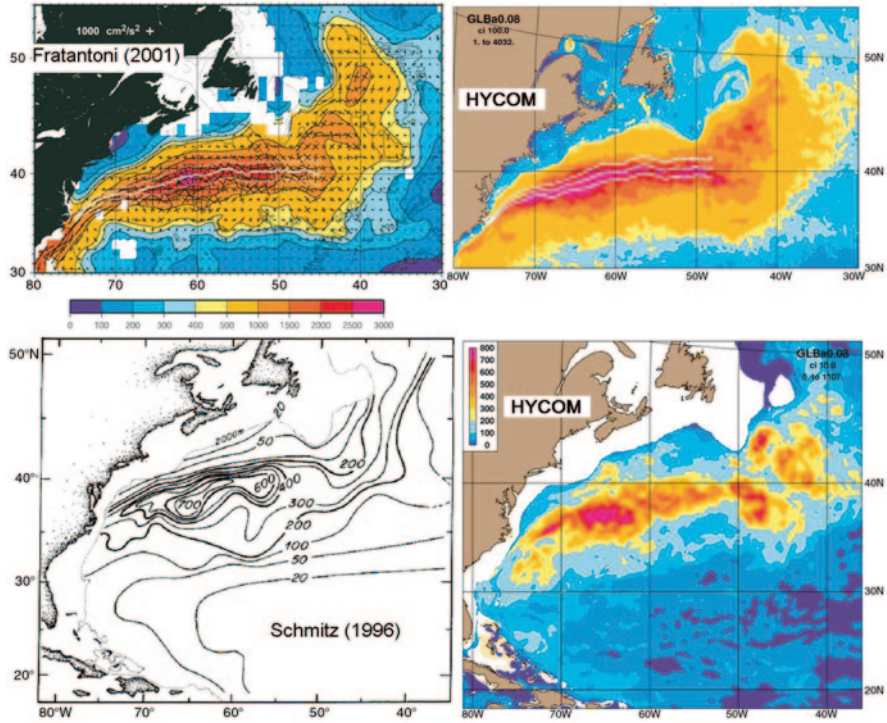 1000 cm²/s² +
Fratantoni (2001)
50
40
30
80 70 60 50 40 30
GLBa0.08
ci 100.0
1. to 4032.
HYCOM
50N
40N
80W 70W 60W 50W 40W 30W
30N
0 100 200 300 400 500 1000 1500 2000 2500 3000
50°N
40°
30°
20°
2000m
20
50
200
600
400
700
300
200
100
50
20
Schmitz (1996)
80°W 70° 60° 50° 40°
800
700
600
500
400
300
200
100
0
HYCOM
GLBa0.08
ci 10.0
0. to 1107.
50N
40N
30N
20N
80W 70W 60W 50W 40W